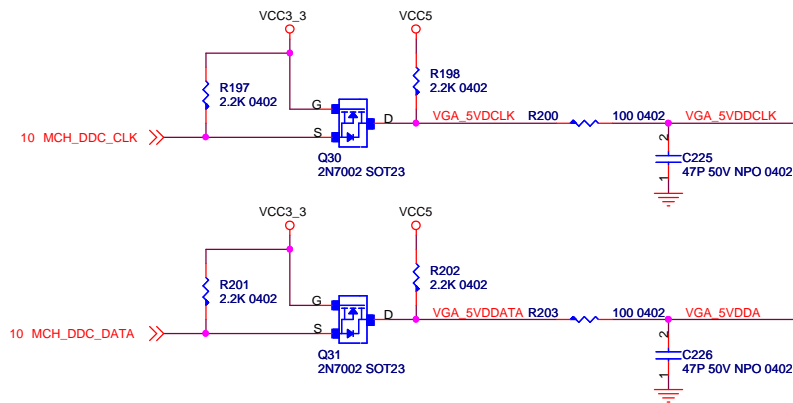 VCC3_3 VCC5
R197
2.2K 0402
R198
2.2K 0402
G
10 MCH_DDC_CLK S D VGA_5VDCLK R200 100 0402 VGA_5VDDCLK
Q30
2N7002 SOT23
2
1
C225
47P 50V NPO 0402
VCC3_3 VCC5
R201
2.2K 0402
R202
2.2K 0402
G
10 MCH_DDC_DATA S D VGA_5VDDATA R203 100 0402 VGA_5VDDA
Q31
2N7002 SOT23
2
1
C226
47P 50V NPO 0402